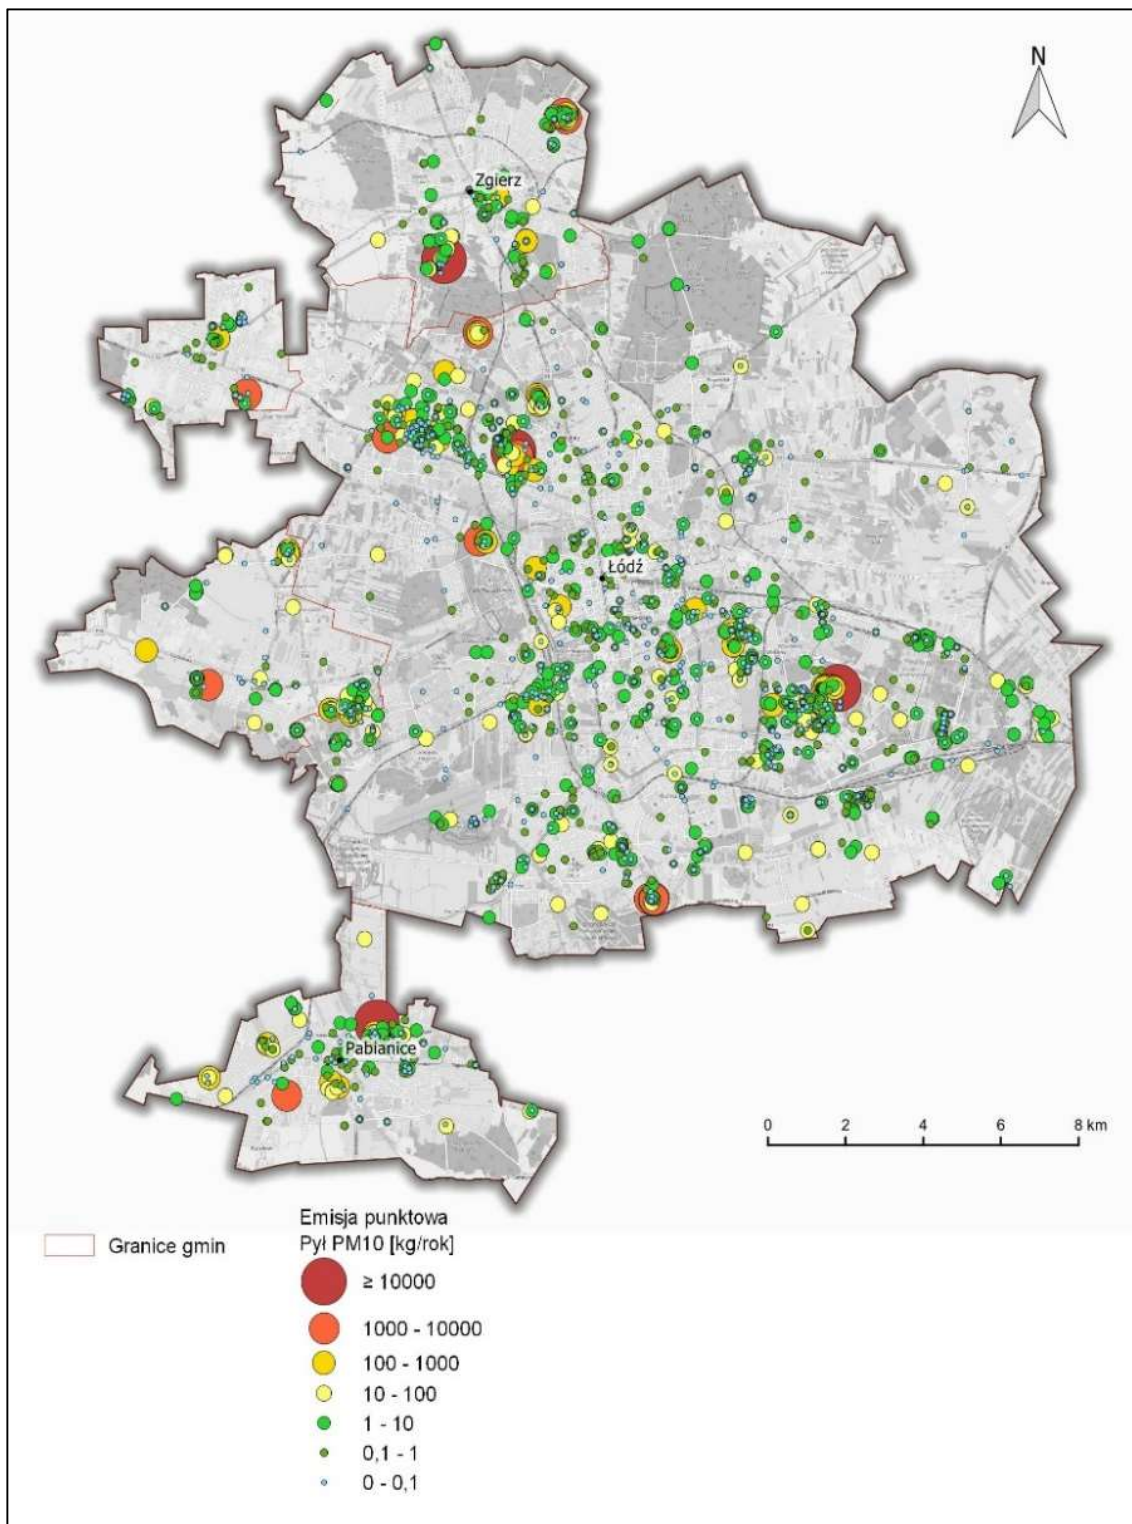 N
Zgierz
Łódź
Pabianice
0 2 4 6 8 km
Emisja punktowa
Granice gmin
Pył PM10 [kg/rok]
≥ 10000
1000 - 10000
100 - 1000
10 - 100
1 - 10
0,1 - 1
0 - 0,1